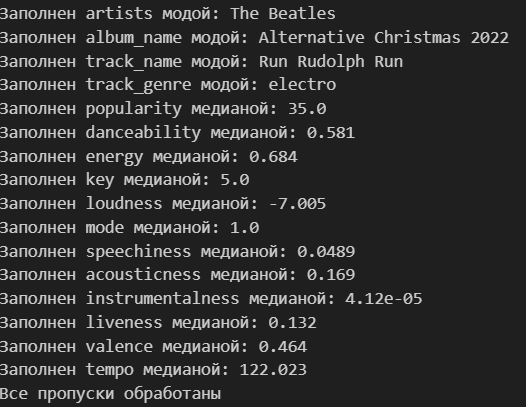 Заполнен artists модой: The Beatles
Заполнен album_name модой: Alternative Christmas 2022
Заполнен track_name модой: Run Rudolph Run
Заполнен track_genre модой: electro
Заполнен popularity медианой: 35.0
Заполнен danceability медианой: 0.581
Заполнен energy медианой: 0.684
Заполнен key медианой: 5.0
Заполнен loudness медианой: -7.005
Заполнен mode медианой: 1.0
Заполнен speechiness медианой: 0.0489
Заполнен acousticness медианой: 0.169
Заполнен instrumentalness медианой: 4.12e-05
Заполнен liveness медианой: 0.132
Заполнен valence медианой: 0.464
Заполнен tempo медианой: 122.023
Все пропуски обработаны